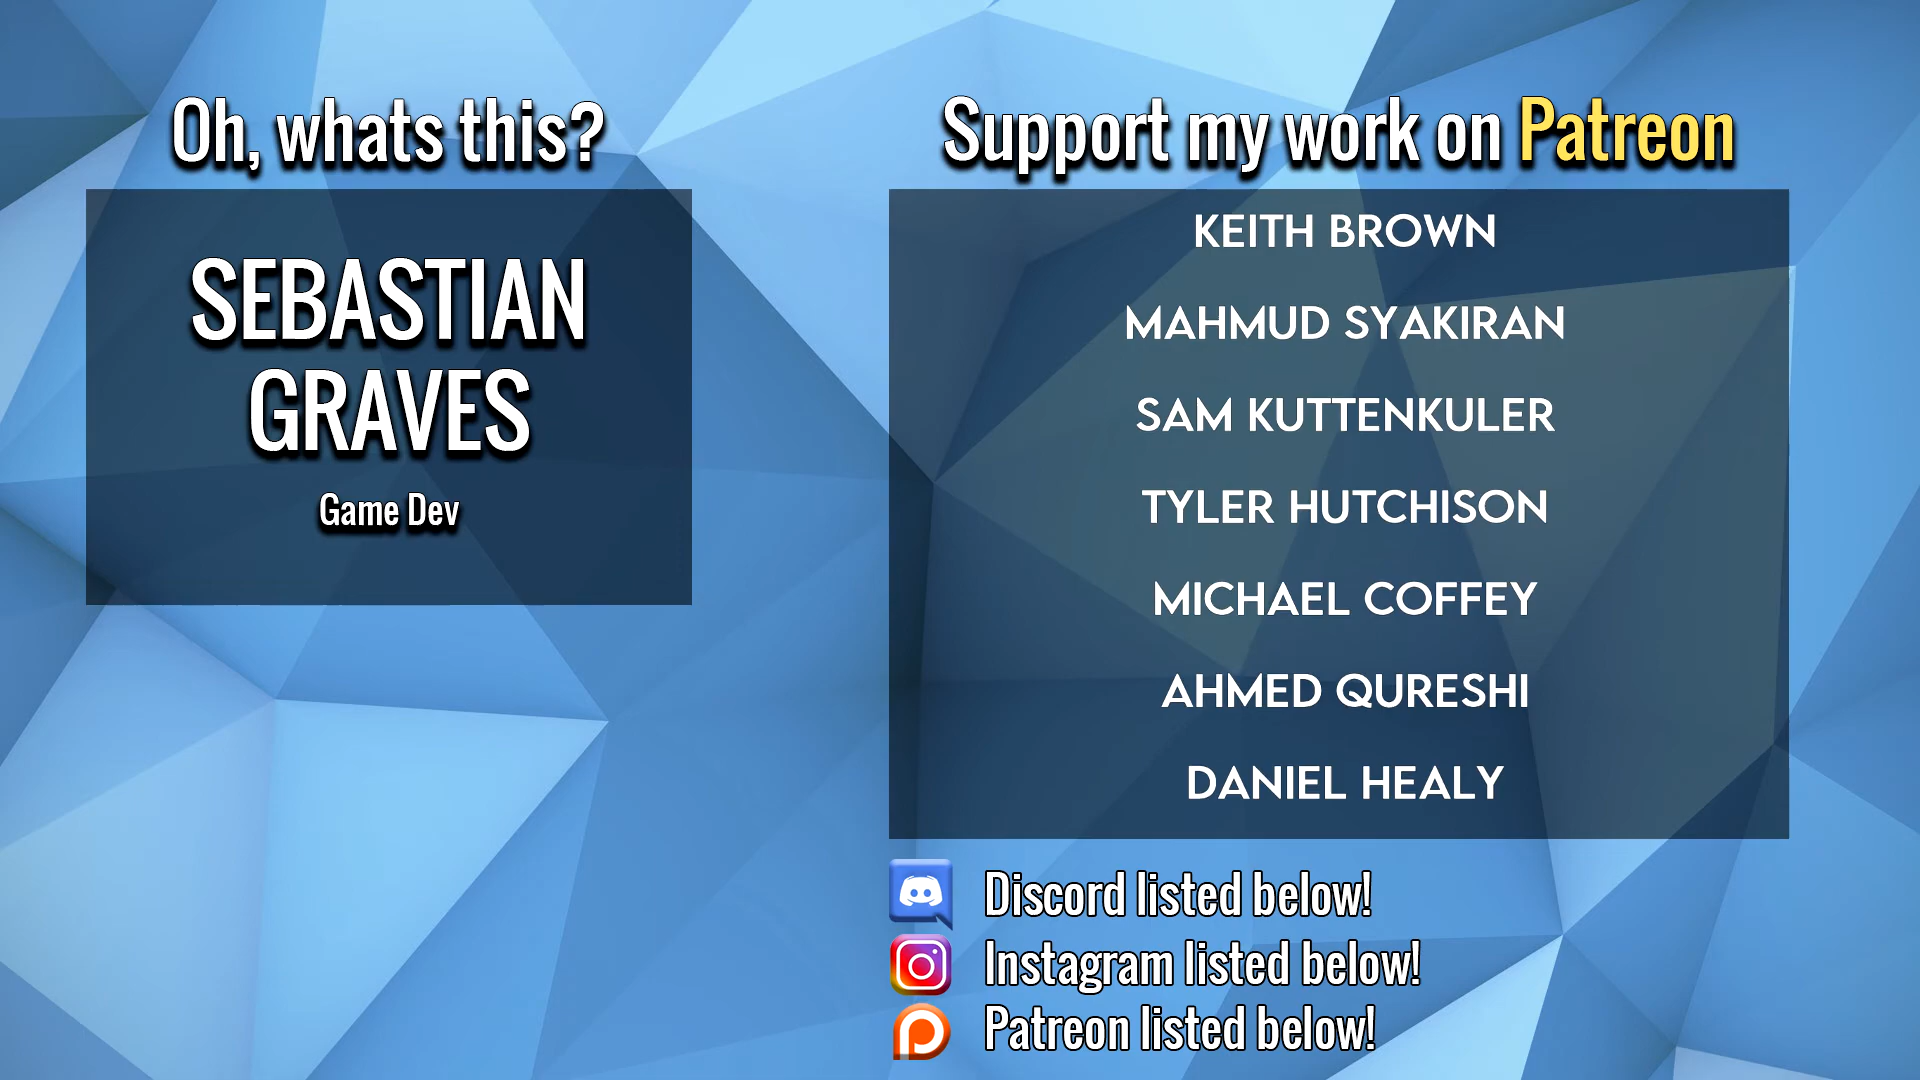 Oh, whats this?
SEBASTIAN
GRAVES
Game Dev
Support my work on Patreon
KEITH BROWN
MAHMUD SYAKIRAN
SAM KUTTENKULER
TYLER HUTCHISON
MICHAEL COFFEY
AHMED QURESHI
DANIEL HEALY
Discord listed below!
Instagram listed below!
Patreon listed below!